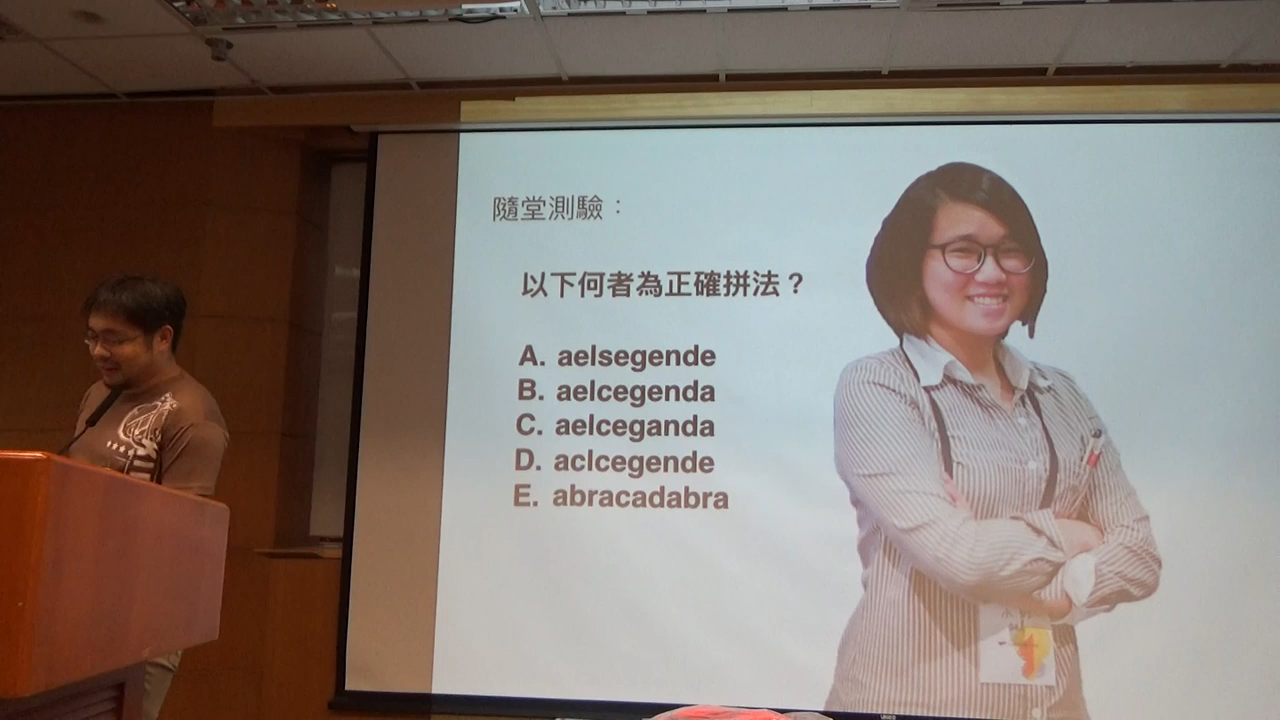 隨堂測驗：
以下何者為正確拼法？
A. aelsegende
B. aelcegenda
C. aelceganda
D. aclcegende
E. abracadabra